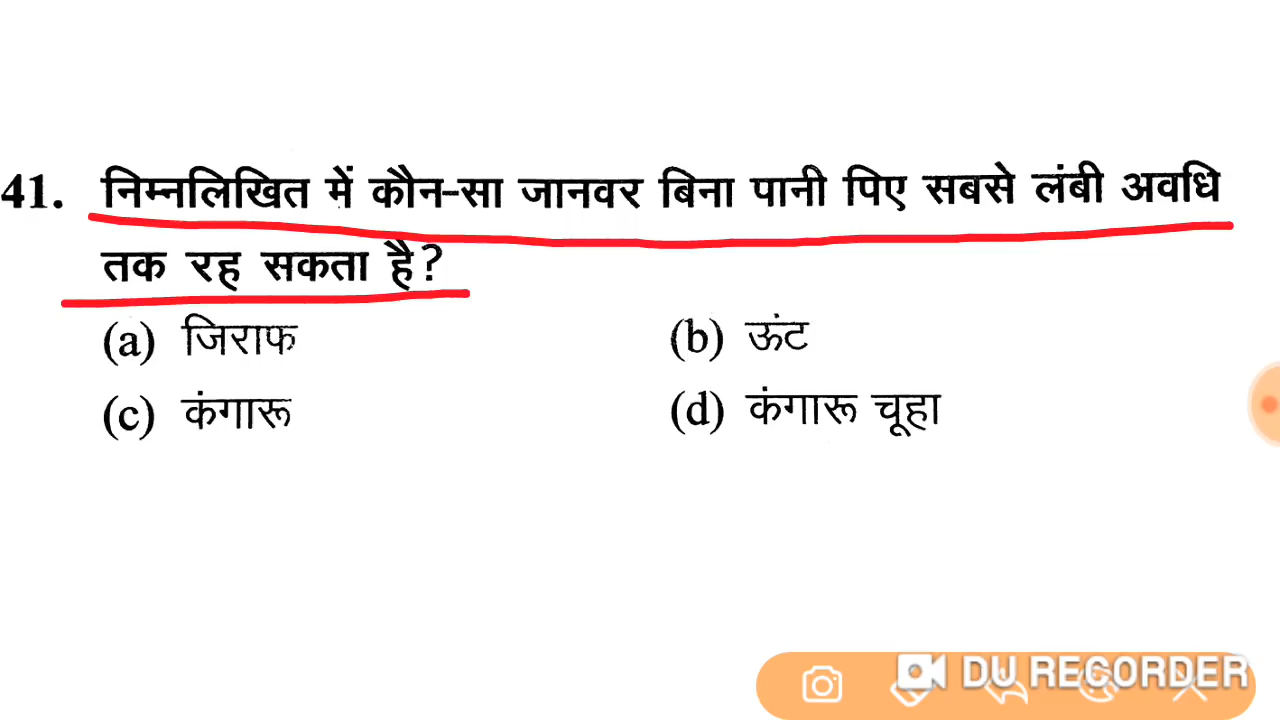 41. निम्नलिखित में कौन-सा जानवर बिना पानी पिए सबसे लंबी अवधि
तक रह सकता है?
(a) जिराफ (b) ऊंट
(c) कंगारू (d) कंगारू चूहा
DU RECORDER